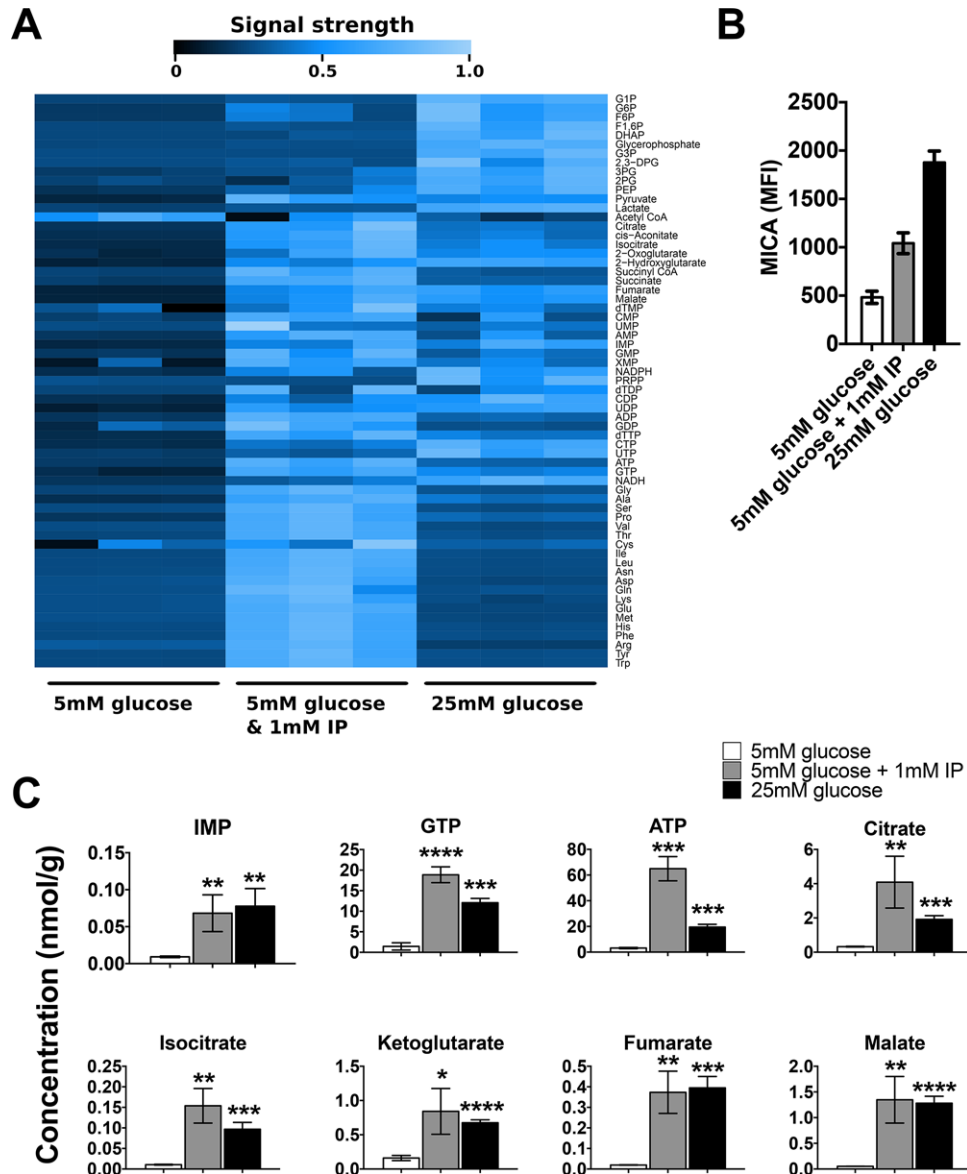 A
Signal strength
0 0.5 1.0
G1P
G6P
F6P
F1,6P
DHAP
Glycerophosphate
G3P
2,3-DPG
3PG
2PG
PEP
Pyruvate
Lactate
Acetyl CoA
Citrate
cis-Aconitate
Isocitrate
2-Oxoglutarate
2-Hydroxyglutarate
Succinyl CoA
Succinate
Fumarate
Malate
dTMP
CMP
UMP
AMP
IMP
GMP
XMP
NADPH
PRPP
dTDP
CDP
UDP
ADP
GDP
dTTP
CTP
UTP
ATP
GTP
NADH
Gly
Ala
Ser
Pro
Val
Thr
Cys
Ile
Leu
Asn
Asp
Gln
Lys
Glu
Met
His
Phe
Arg
Tyr
Trp
5mM glucose
5mM glucose
& 1mM IP
25mM glucose
B
MICA (MFI)
2500
2000
1500
1000
500
0
5mM glucose
5mM glucose + 1mM IP
25mM glucose
5mM glucose
5mM glucose + 1mM IP
25mM glucose
C
Concentration (nmol/g)
IMP
0.15
0.10
0.05
0.00
**
**
GTP
25
20
15
10
5
0
****
***
ATP
80
60
40
20
0
***
***
Citrate
6
4
2
0
**
***
Isocitrate
0.25
0.20
0.15
0.10
0.05
0.00
**
***
Ketoglutarate
1.5
1.0
0.5
0.0
*
****
Fumarate
0.5
0.4
0.3
0.2
0.1
0.0
**
***
Malate
2.0
1.5
1.0
0.5
0.0
**
****